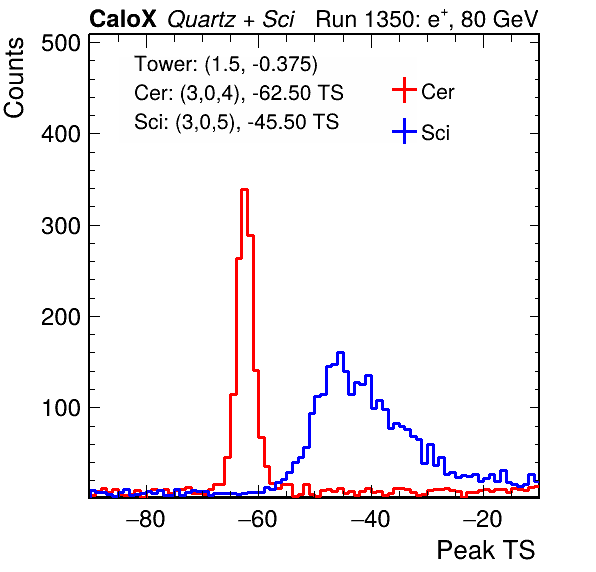 CaloX Quartz + Sci Run 1350: e+, 80 GeV
Counts
500
400
300
200
100
Tower: (1.5, -0.375)
Cer: (3,0,4), -62.50 TS
Sci: (3,0,5), -45.50 TS
Cer
Sci
−80 −60 −40 −20
Peak TS